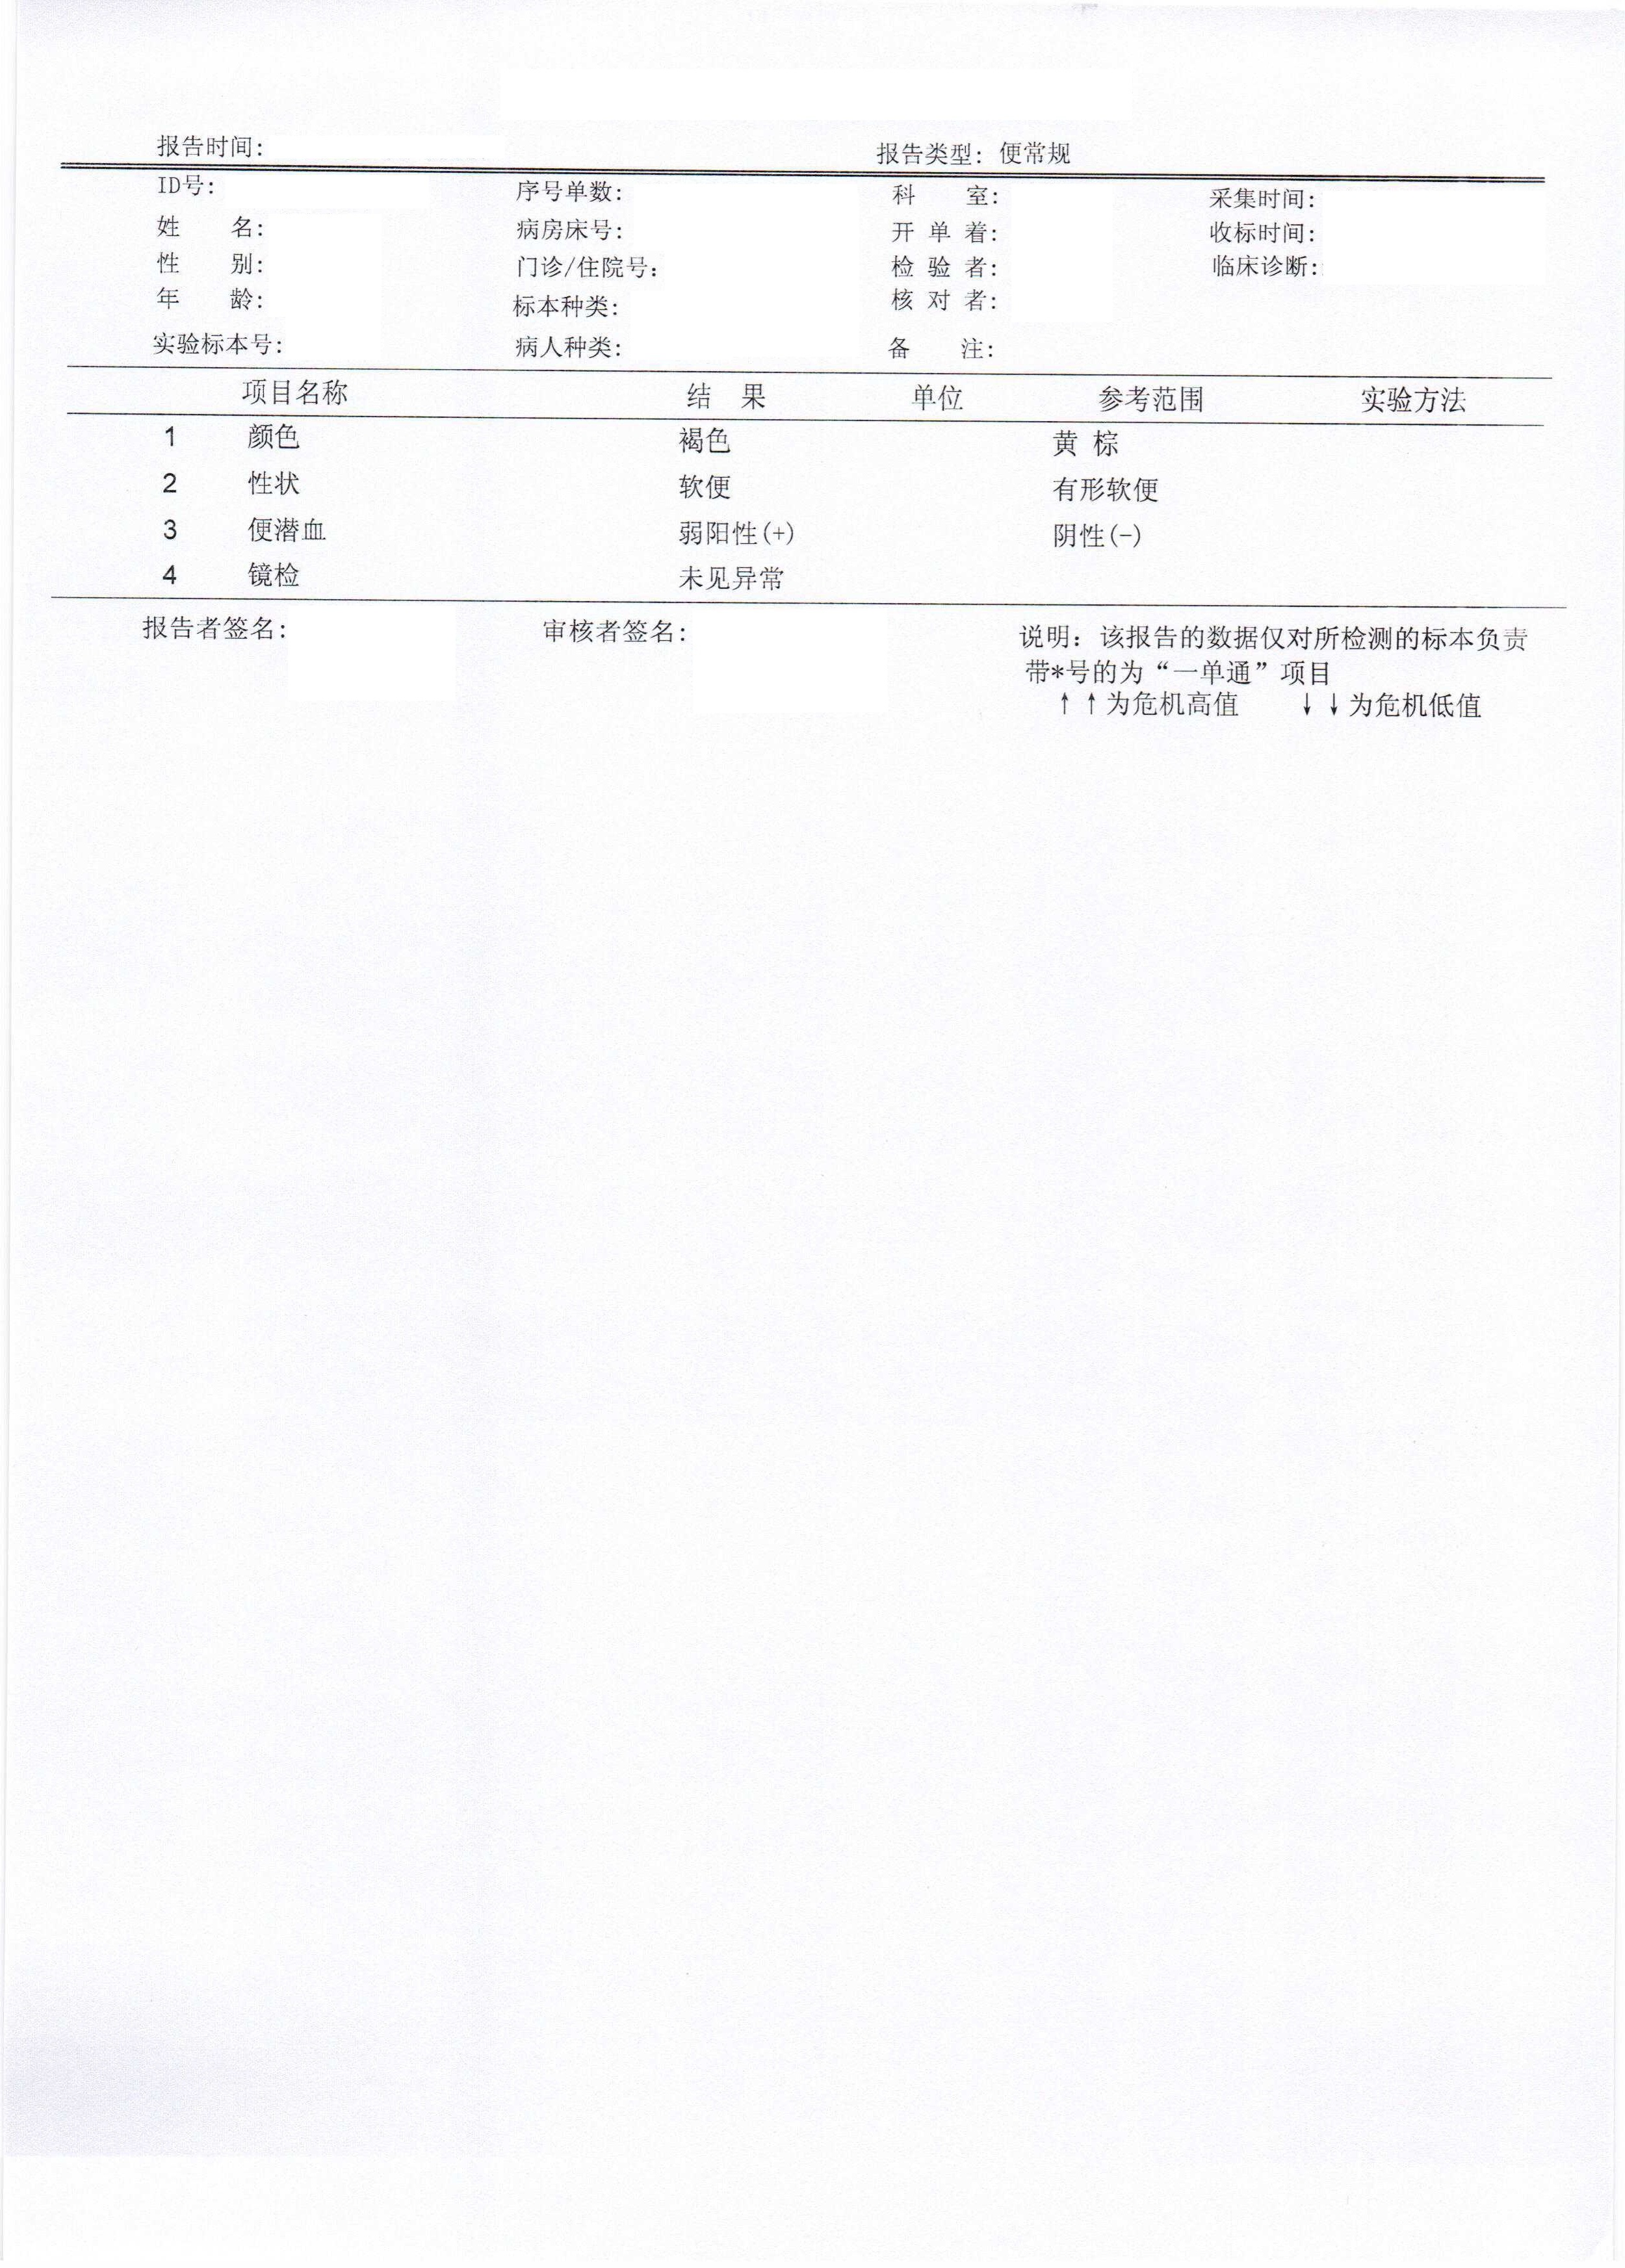 报告时间: 报告类型: 便常规
ID号: 序号单数: 科 室: 采集时间:
姓 名: 病房床号: 开单着: 收标时间:
性 别: 门诊/住院号: 检验者: 临床诊断:
年 龄: 标本种类: 核对者:
实验标本号: 病人种类: 备 注:
项目名称 结 果 单位 参考范围 实验方法
1 颜色 褐色 黄 棕
2 性状 软便 有形软便
3 便潜血 弱阳性(+) 阴性(-)
4 镜检 未见异常
报告者签名: 审核者签名: 说明: 该报告的数据仅对所检测的标本负责
带*号的为“一单通”项目
↑↑为危机高值 ↓↓为危机低值